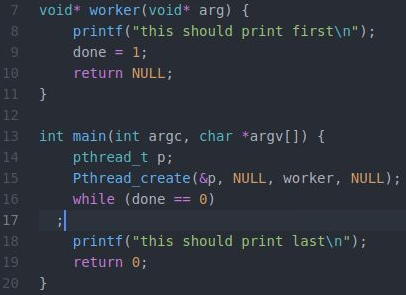 7 void* worker(void* arg) {
8     printf("this should print first\n");
9     done = 1;
10     return NULL;
11 }
12
13 int main(int argc, char *argv[]) {
14     pthread_t p;
15     Pthread_create(&p, NULL, worker, NULL);
16     while (done == 0)
17   ;
18     printf("this should print last\n");
19     return 0;
20 }